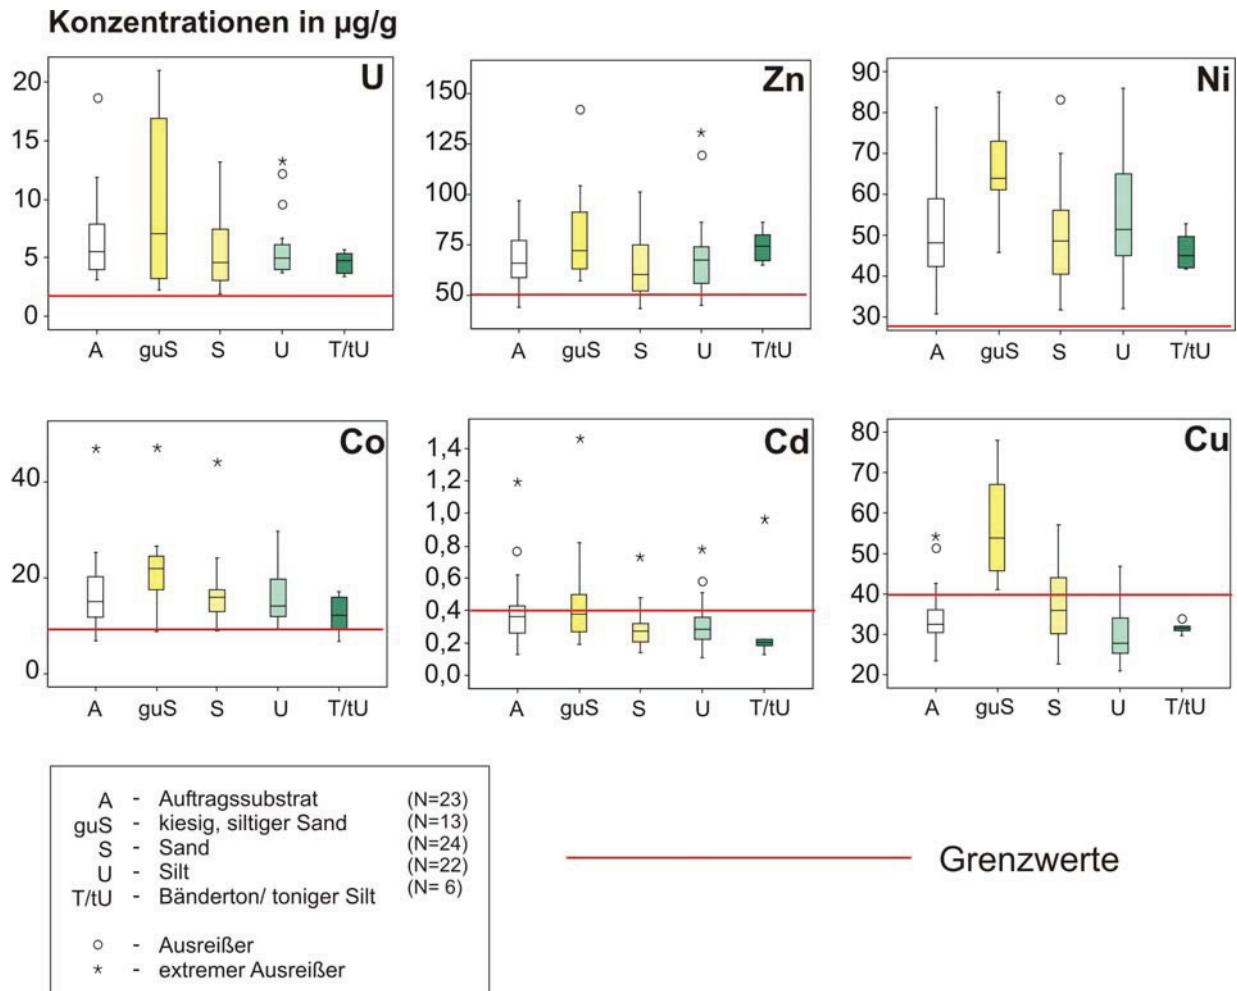 Konzentrationen in µg/g
U
20
15
10
5
0
A guS S U T/tU
Zn
150
125
100
75
50
A guS S U T/tU
Ni
90
80
70
60
50
40
30
A guS S U T/tU
Co
40
20
0
A guS S U T/tU
Cd
1,4
1,2
1,0
0,8
0,6
0,4
0,2
0,0
A guS S U T/tU
Cu
80
70
60
50
40
30
20
A guS S U T/tU
A - Auftragssubstrat (N=23)
guS - kiesig, siltiger Sand (N=13)
S - Sand (N=24)
U - Silt (N=22)
T/tU - Bänderton/ toniger Silt (N= 6)
○ - Ausreißer
* - extremer Ausreißer
Grenzwerte